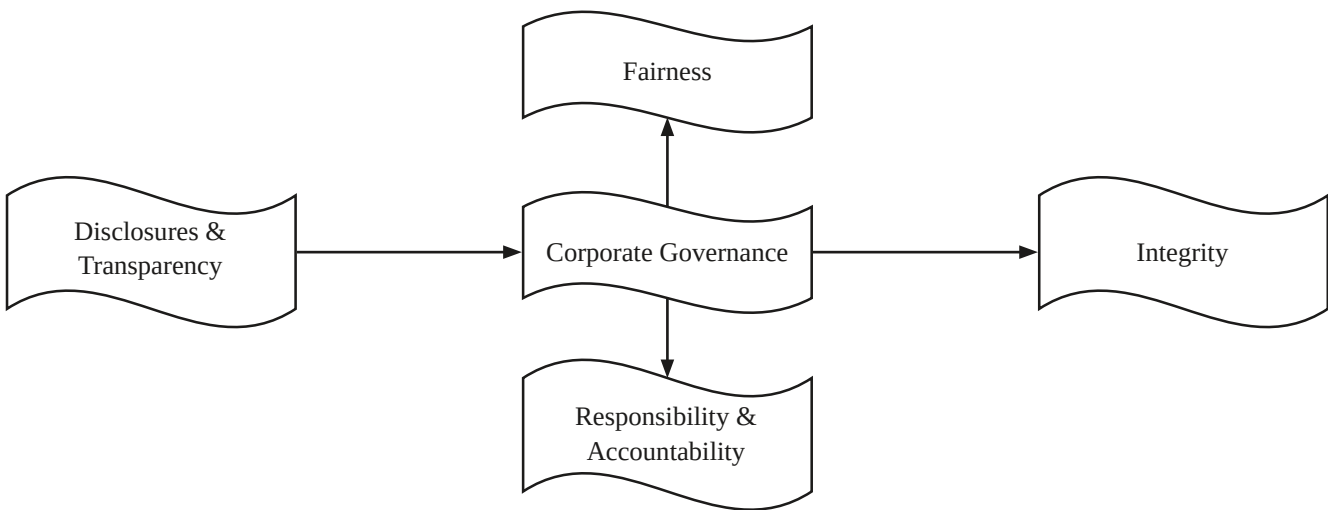 Fairness
Disclosures &
Transparency
Corporate Governance
Integrity
Responsibility &
Accountability